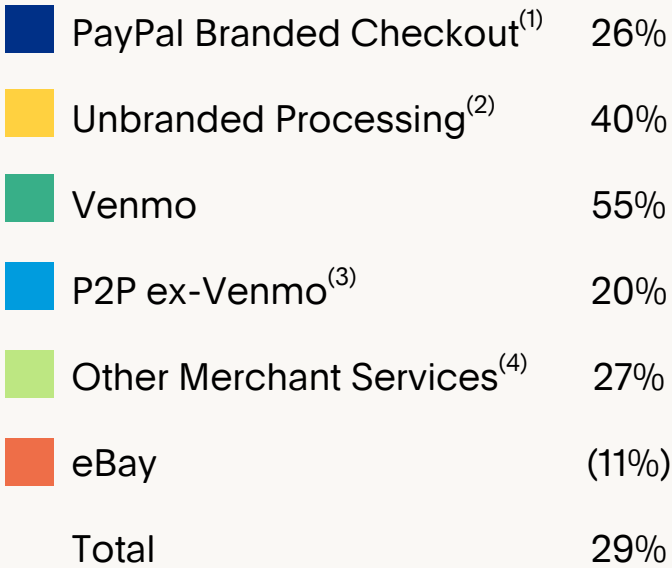 PayPal Branded Checkout(1) 26%
Unbranded Processing(2) 40%
Venmo 55%
P2P ex-Venmo(3) 20%
Other Merchant Services(4) 27%
eBay (11%)
Total 29%